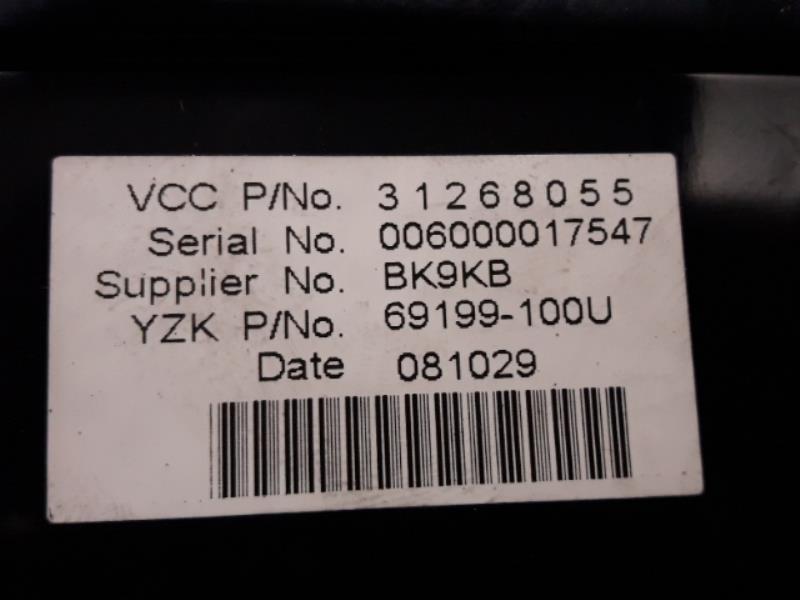 VCC P/No. 31268055
Serial No. 006000017547
Supplier No. BK9KB
YZK P/No. 69199-100U
Date 081029